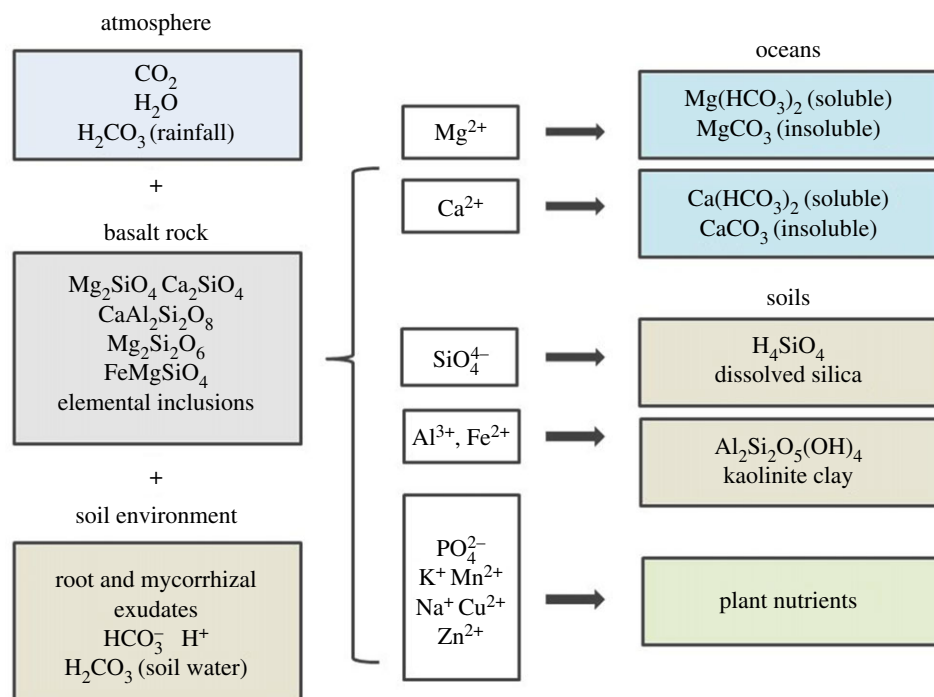 atmosphere
CO₂
H₂O
H₂CO₃ (rainfall)
+
basalt rock
Mg₂SiO₄ Ca₂SiO₄
CaAl₂Si₂O₈
Mg₂Si₂O₆
FeMgSiO₄
elemental inclusions
+
soil environment
root and mycorrhizal
exudates
HCO₃⁻ H⁺
H₂CO₃ (soil water)
Mg²⁺
Ca²⁺
SiO₄⁴⁻
Al³⁺, Fe²⁺
PO₄²⁻
K⁺ Mn²⁺
Na⁺ Cu²⁺
Zn²⁺
oceans
Mg(HCO₃)₂ (soluble)
MgCO₃ (insoluble)
Ca(HCO₃)₂ (soluble)
CaCO₃ (insoluble)
soils
H₄SiO₄
dissolved silica
Al₂Si₂O₅(OH)₄
kaolinite clay
plant nutrients